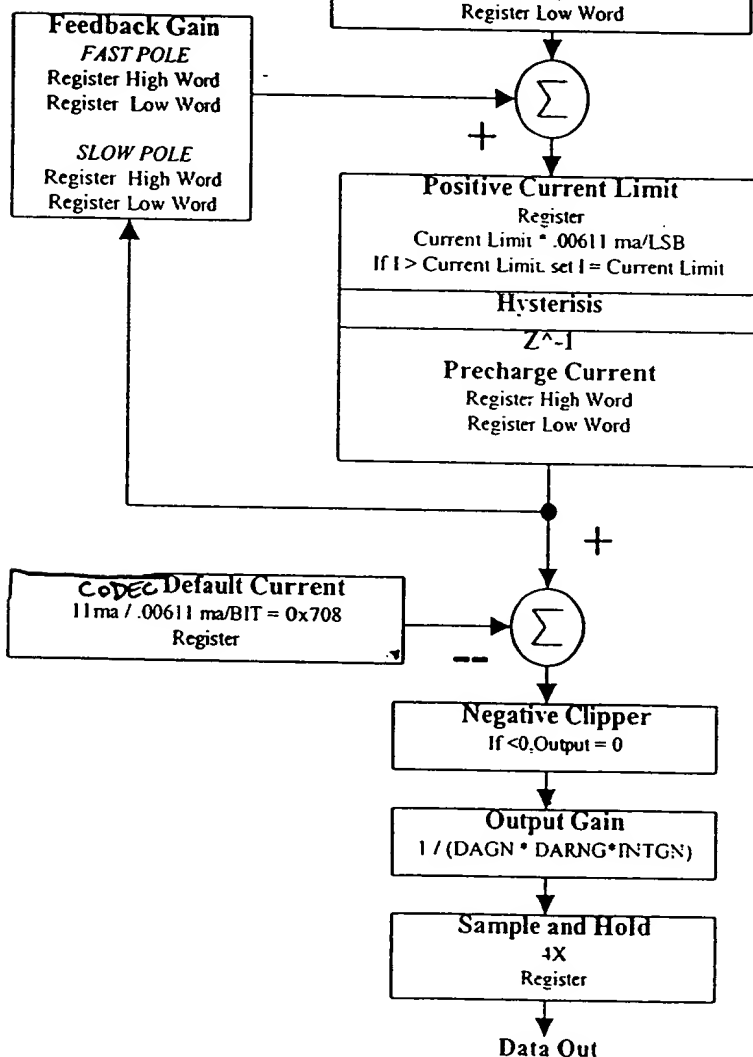 Register Low Word
Feedback Gain
FAST POLE
Register High Word
Register Low Word
SLOW POLE
Register High Word
Register Low Word
Σ
+
Positive Current Limit
Register
Current Limit * .00611 ma/LSB
If I > Current Limit set I = Current Limit
Hysterisis
Z^-1
Precharge Current
Register High Word
Register Low Word
+
CODEC Default Current
11ma / .00611 ma/BIT = 0x708
Register
Σ
--
Negative Clipper
If <0, Output = 0
Output Gain
1 / (DAGN * DARNG*INTGN)
Sample and Hold
4X
Register
Data Out